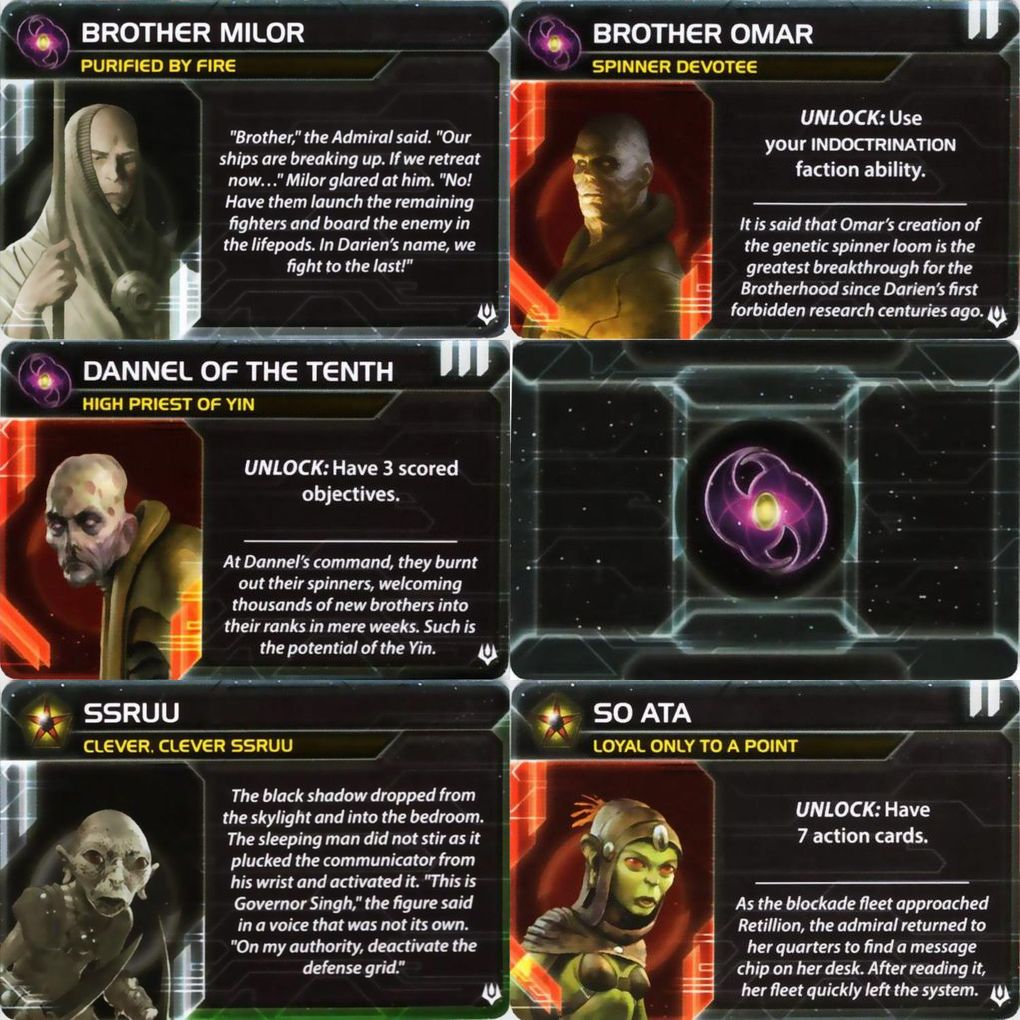 BROTHER MILOR
PURIFIED BY FIRE
"Brother," the Admiral said. "Our
ships are breaking up. If we retreat
now…" Milor glared at him. "No!
Have them launch the remaining
fighters and board the enemy in
the lifepods. In Darien's name, we
fight to the last!"
BROTHER OMAR
II
SPINNER DEVOTEE
UNLOCK: Use
your INDOCTRINATION
faction ability.
It is said that Omar's creation of
the genetic spinner loom is the
greatest breakthrough for the
Brotherhood since Darien's first
forbidden research centuries ago.
DANNEL OF THE TENTH
III
HIGH PRIEST OF YIN
UNLOCK: Have 3 scored
objectives.
At Dannel's command, they burnt
out their spinners, welcoming
thousands of new brothers into
their ranks in mere weeks. Such is
the potential of the Yin.
SSRUU
CLEVER, CLEVER SSRUU
The black shadow dropped from
the skylight and into the bedroom.
The sleeping man did not stir as it
plucked the communicator from
his wrist and activated it. "This is
Governor Singh," the figure said
in a voice that was not its own.
"On my authority, deactivate the
defense grid."
SO ATA
II
LOYAL ONLY TO A POINT
UNLOCK: Have
7 action cards.
As the blockade fleet approached
Retillion, the admiral returned to
her quarters to find a message
chip on her desk. After reading it,
her fleet quickly left the system.